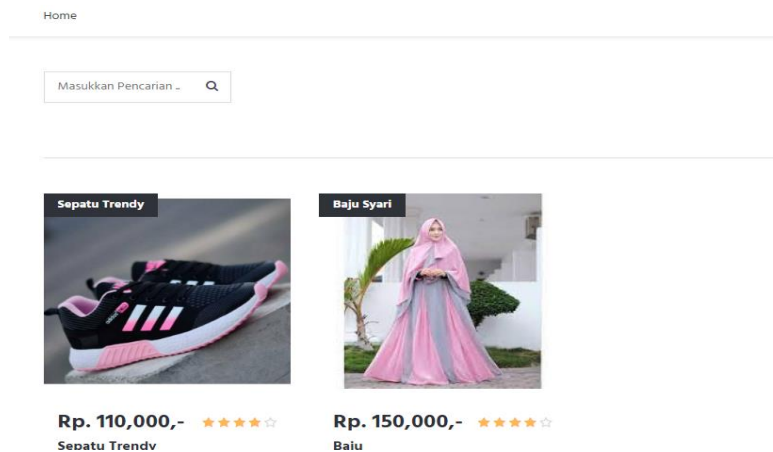 Home
Masukkan Pencarian ..
Sepatu Trendy
Baju Syari
Rp. 110,000,-
Rp. 150,000,-
Sepatu Trendy
Baju